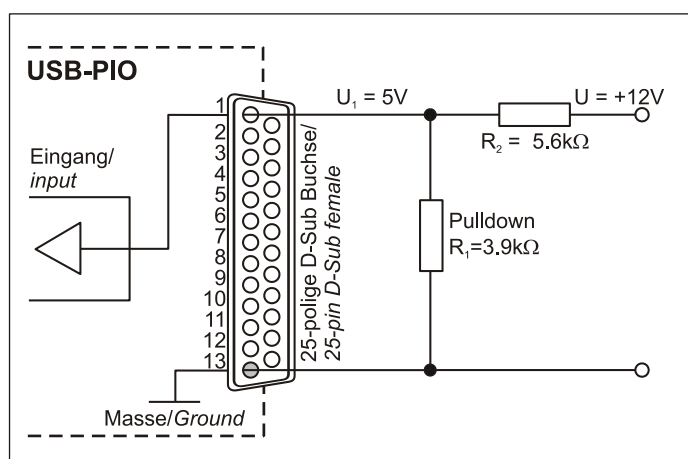 USB-PIO
Eingang/
input
1
2
3
4
5
6
7
8
9
10
11
12
13
Masse/Ground
25-polige D-Sub Buchse/
25-pin D-Sub female
U₁ = 5V
U = +12V
R₂ = 5.6kΩ
Pulldown
R₁=3.9kΩ